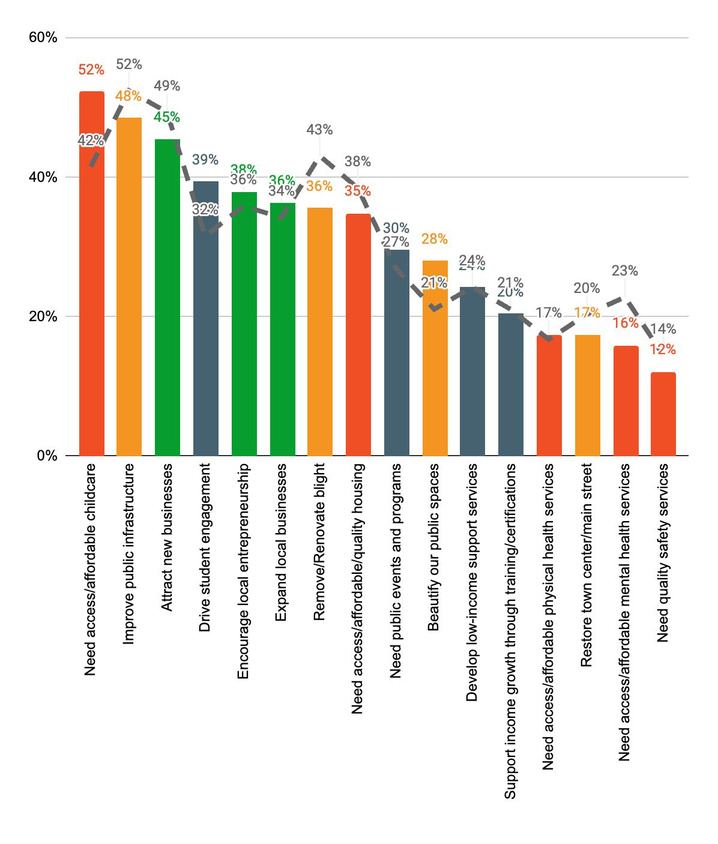 60%
40%
20%
0%
52%
42%
52%
48%
49%
45%
39%
32%
38%
36%
36%
34%
43%
36%
38%
35%
30%
27%
28%
21%
24%
24%
21%
20%
17%
20%
17%
23%
16%
14%
12%
Need access/affordable childcare
Improve public infrastructure
Attract new businesses
Drive student engagement
Encourage local entrepreneurship
Expand local businesses
Remove/Renovate blight
Need access/affordable/quality housing
Need public events and programs
Beautify our public spaces
Develop low-income support services
Support income growth through training/certifications
Need access/affordable physical health services
Restore town center/main street
Need access/affordable mental health services
Need quality safety services